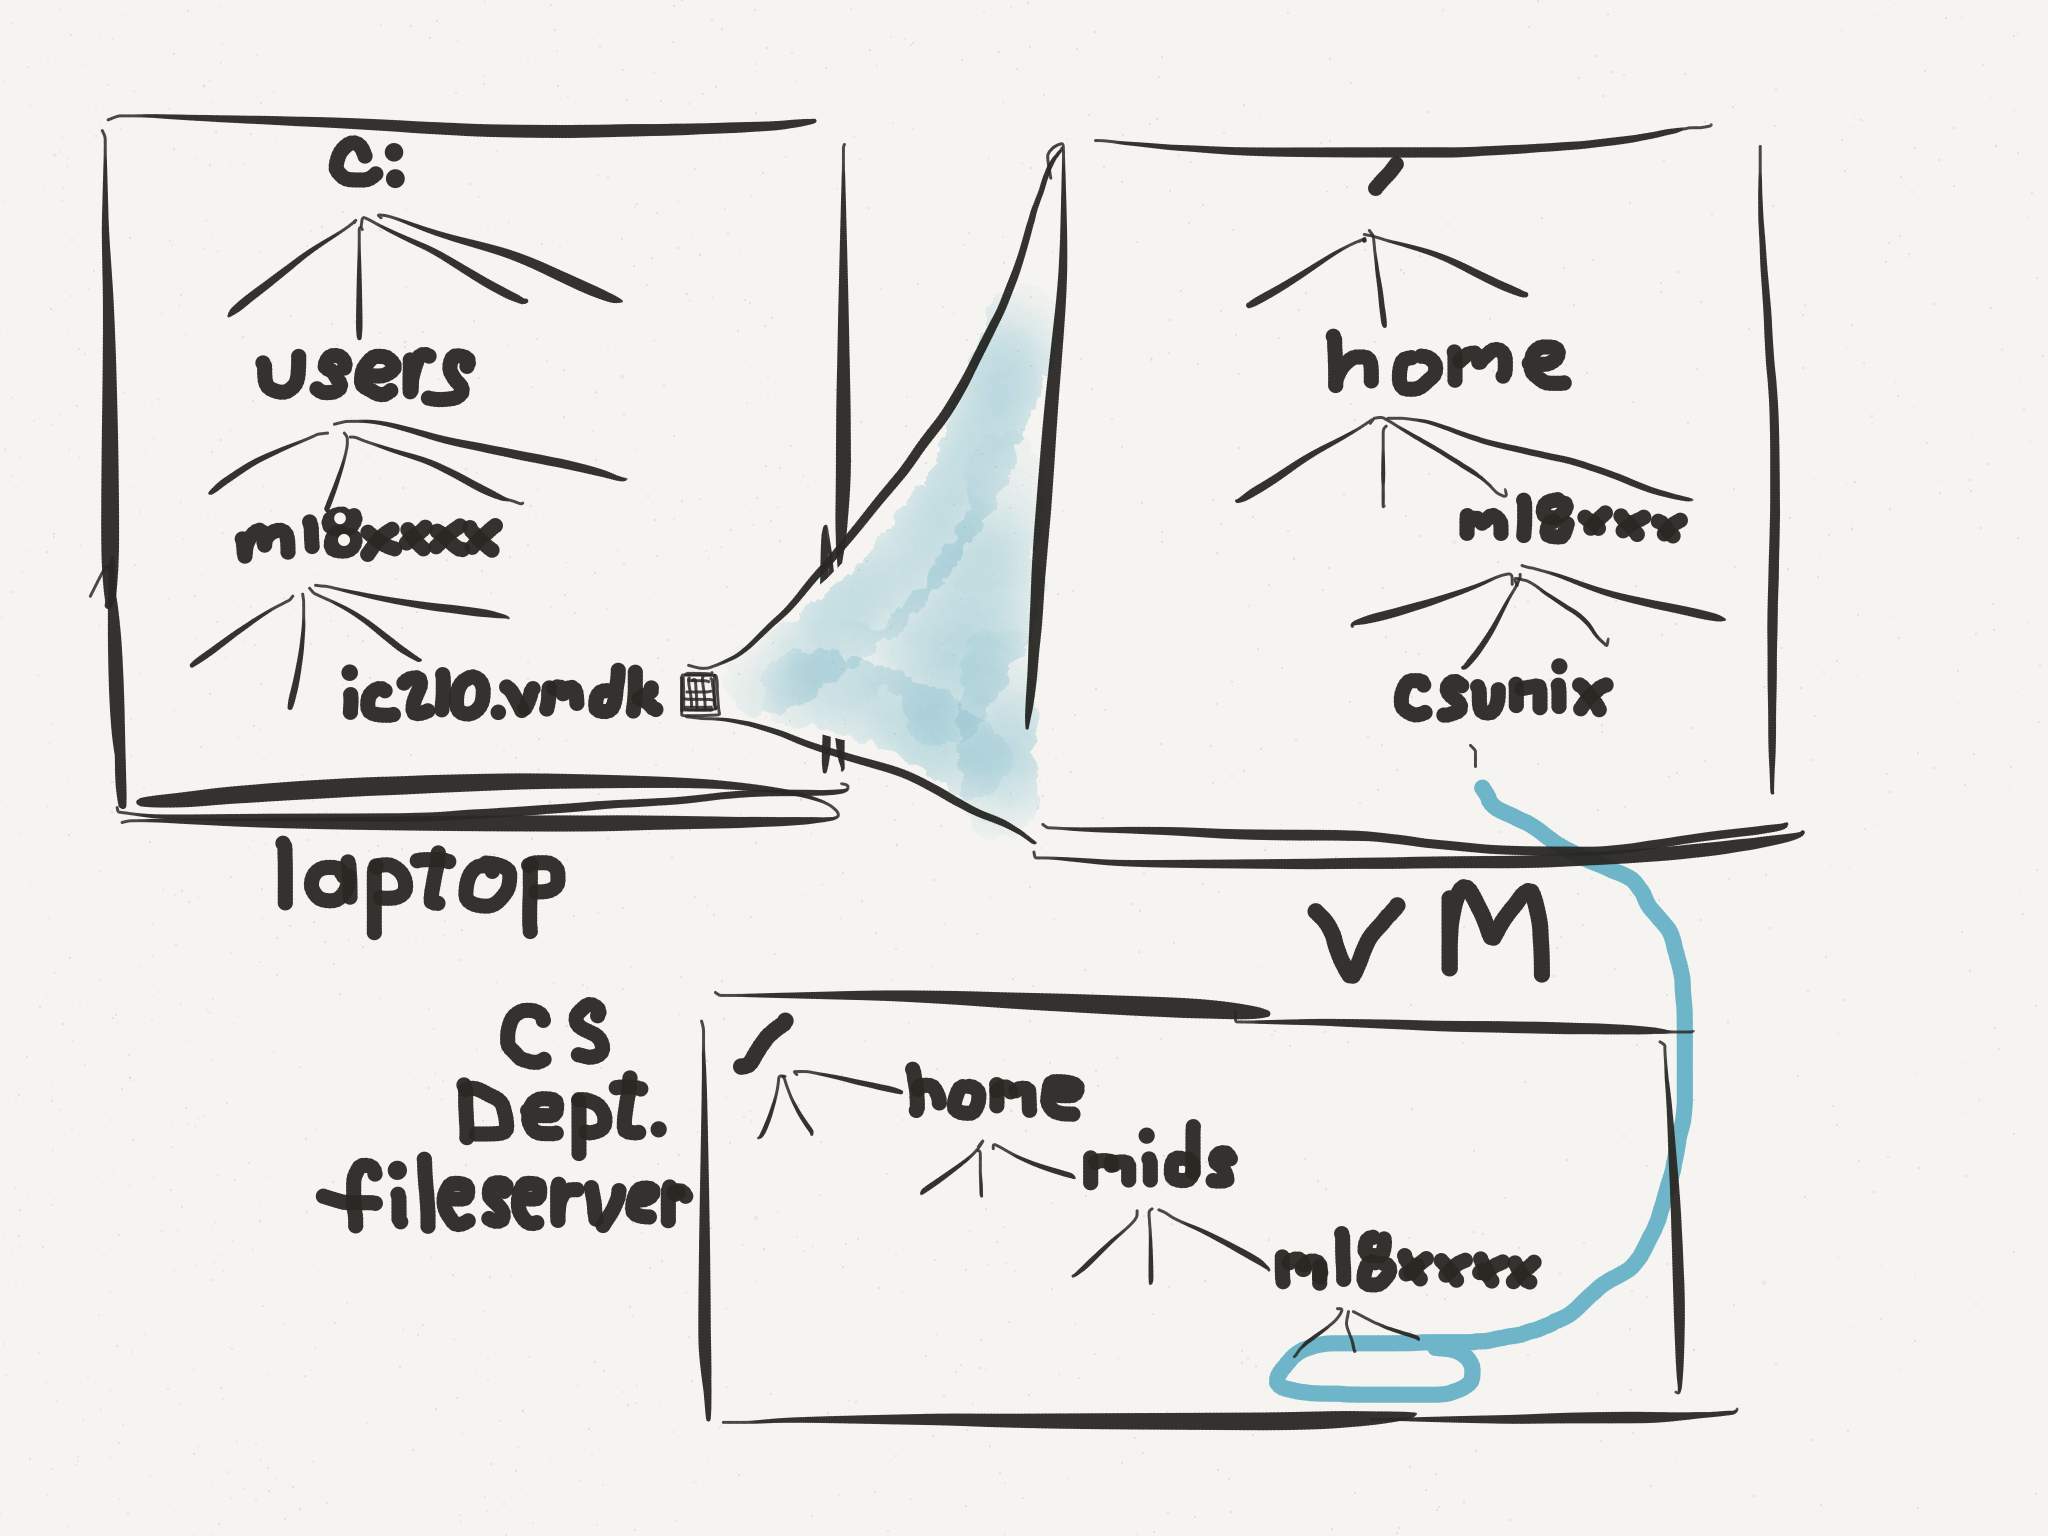 c:
users
m18xxxx
ic210.vmdk
laptop
/
home
m18xxx
csunix
VM
CS
Dept.
fileserver
/
home
mids
m18xxxx